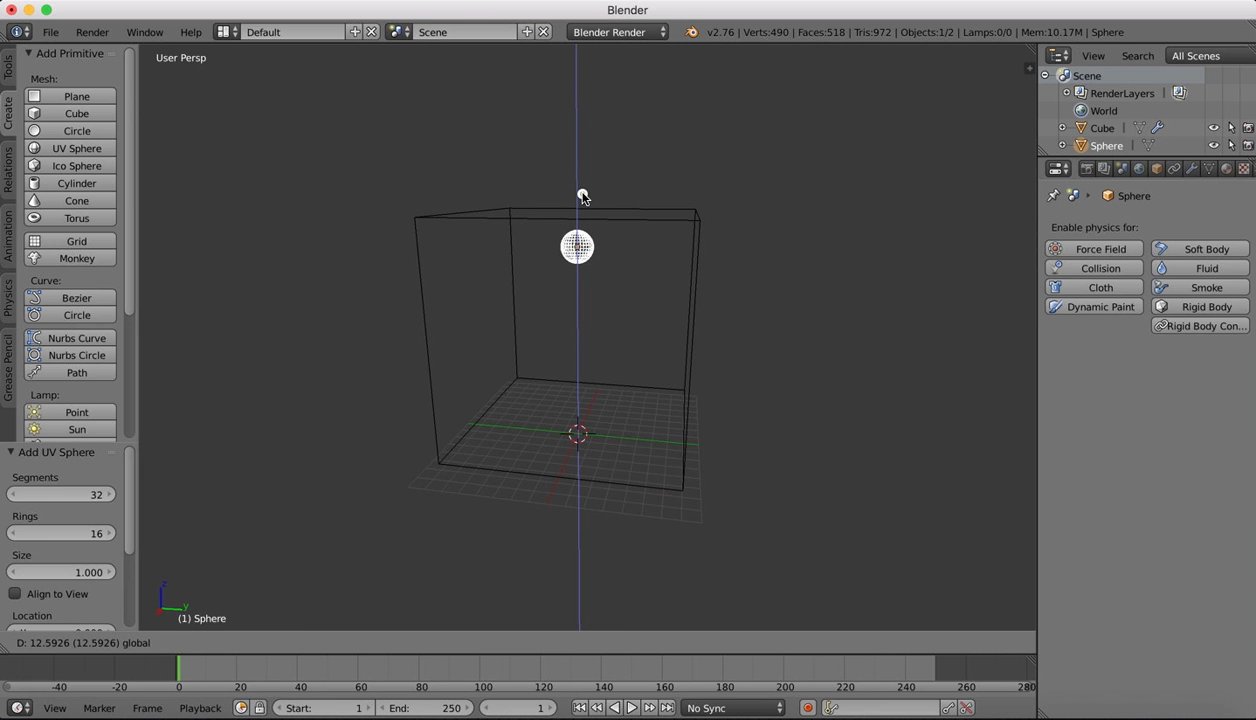 Blender
File Render Window Help Default Scene Blender Render v2.76 | Verts:490 | Faces:518 | Tris:972 | Objects:1/2 | Lamps:0/0 | Mem:10.17M | Sphere
Tools
Create
Relations
Animation
Physics
Grease Pencil
Add Primitive
Mesh:
Plane
Cube
Circle
UV Sphere
Ico Sphere
Cylinder
Cone
Torus
Grid
Monkey
Curve:
Bezier
Circle
Nurbs Curve
Nurbs Circle
Path
Lamp:
Point
Sun
Add UV Sphere
Segments
32
Rings
16
Size
1.000
Align to View
Location
User Persp
z
y
(1) Sphere
D: 12.5926 (12.5926) global
View Search All Scenes
Scene
RenderLayers |
World
Cube |
Sphere |
Sphere
Enable physics for:
Force Field Soft Body
Collision Fluid
Cloth Smoke
Dynamic Paint Rigid Body
Rigid Body Con...
-40 -20 0 20 40 60 80 100 120 140 160 180 200 220 240 260 280
View Marker Frame Playback Start: 1 End: 250 1 No Sync